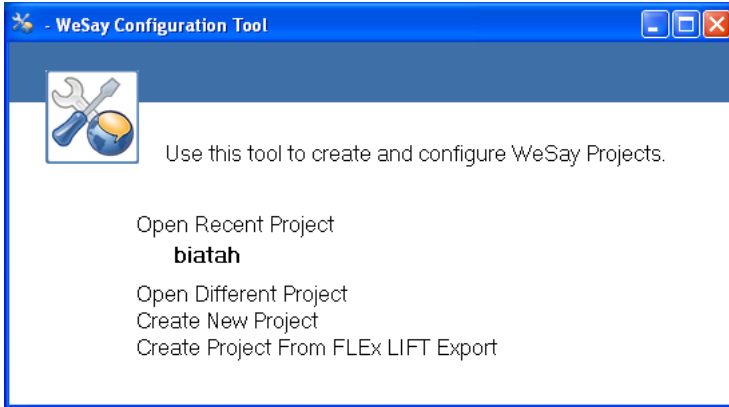 - WeSay Configuration Tool
Use this tool to create and configure WeSay Projects.
Open Recent Project
biatah
Open Different Project
Create New Project
Create Project From FLEx LIFT Export